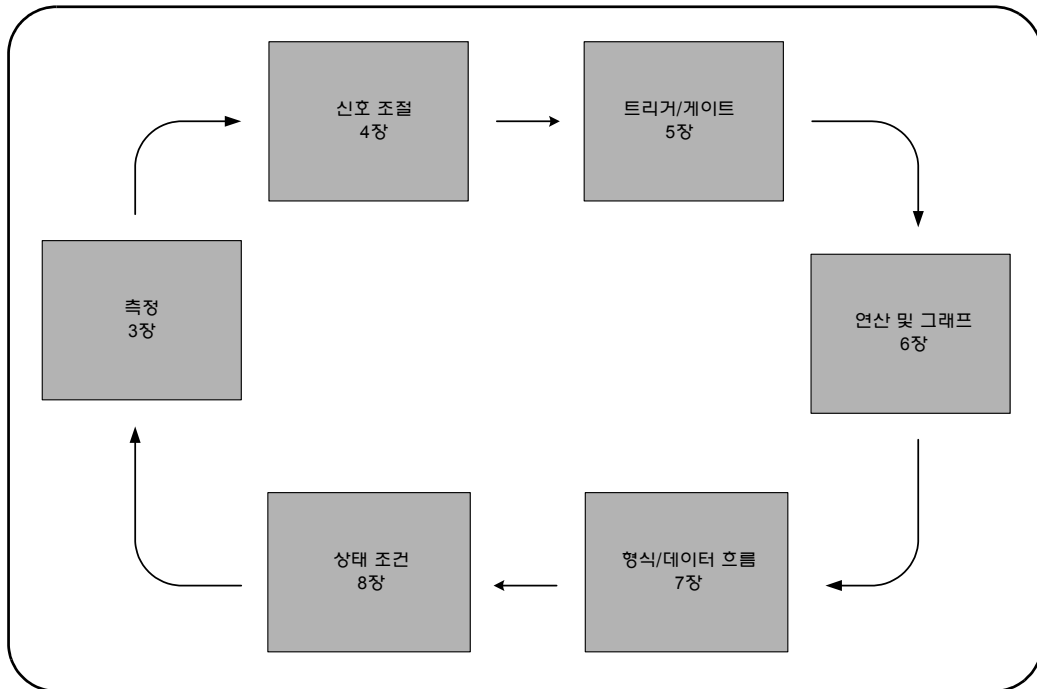 신호 조절
4장
트리거/게이트
5장
측정
3장
연산 및 그래프
6장
상태 조건
8장
형식/데이터 흐름
7장